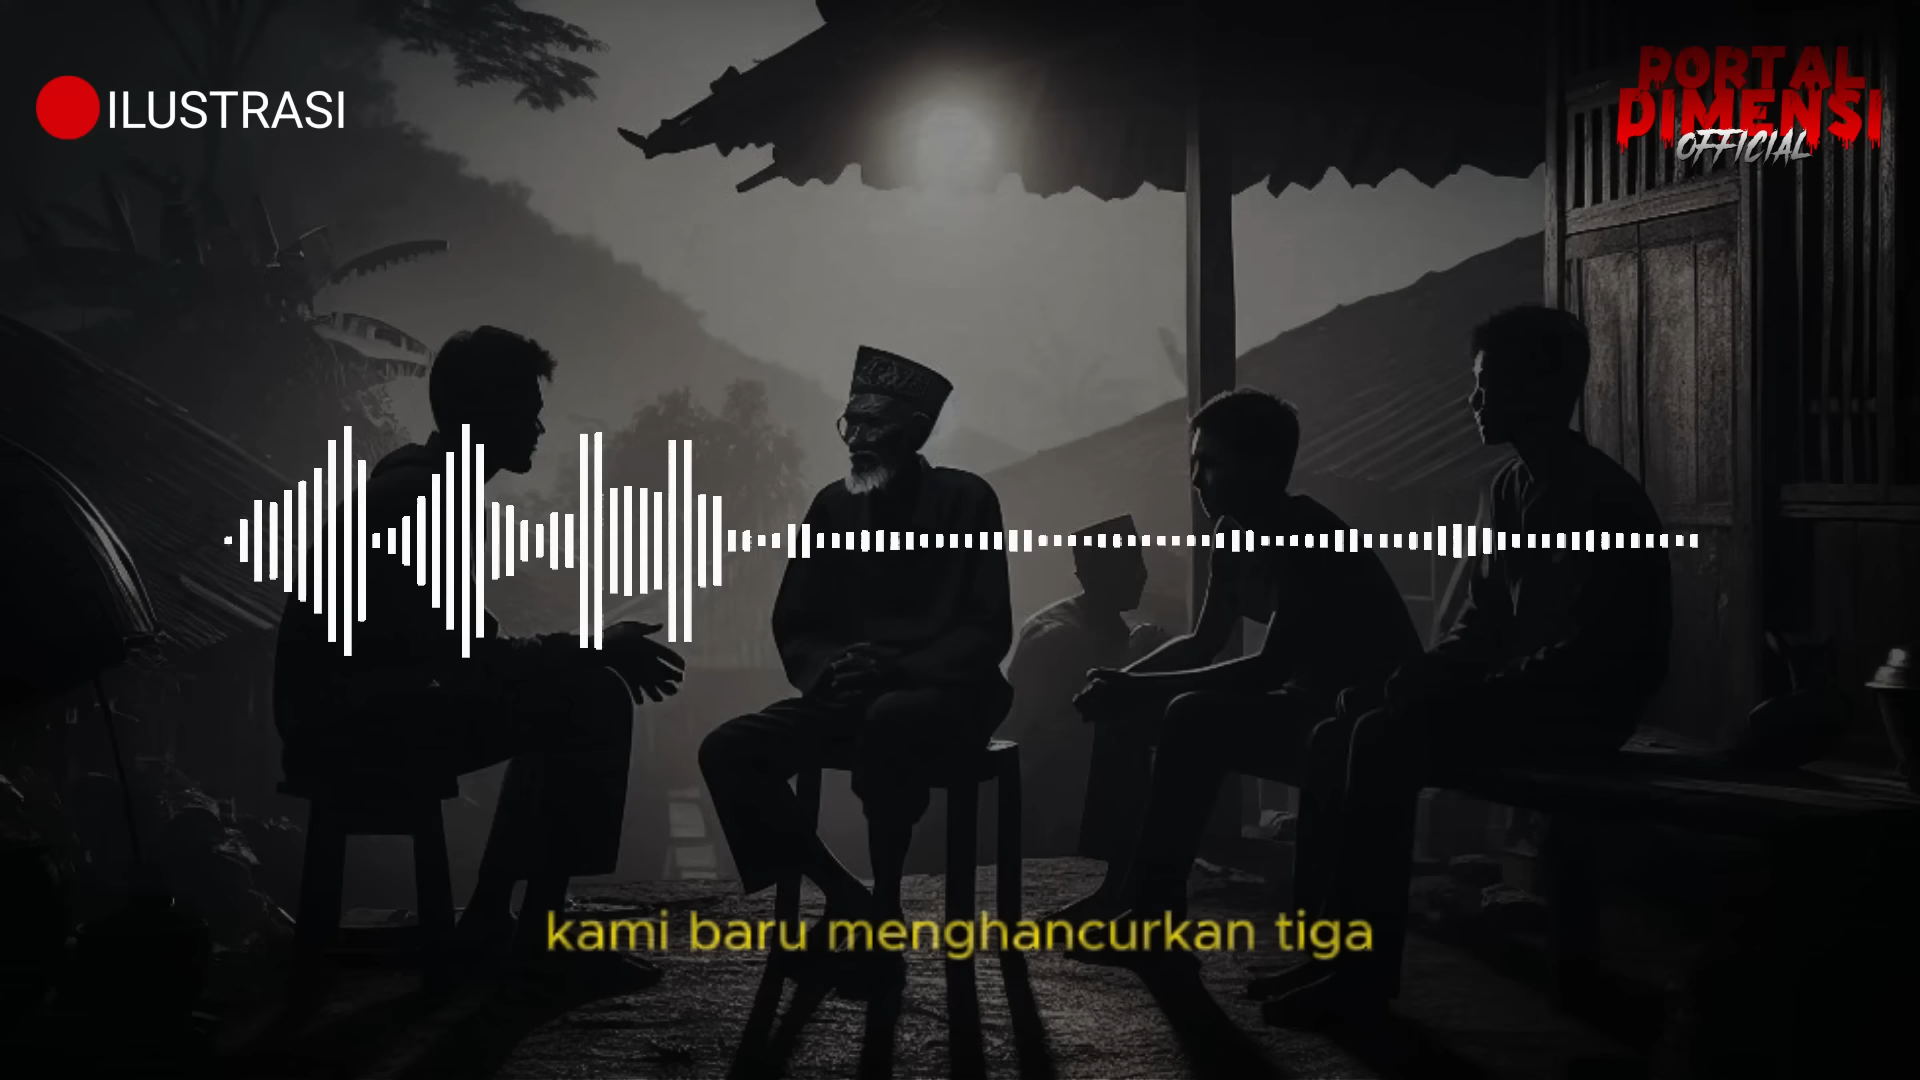 ILUSTRASI
PORTAL
DIMENSI
OFFICIAL
kami baru menghancurkan tiga